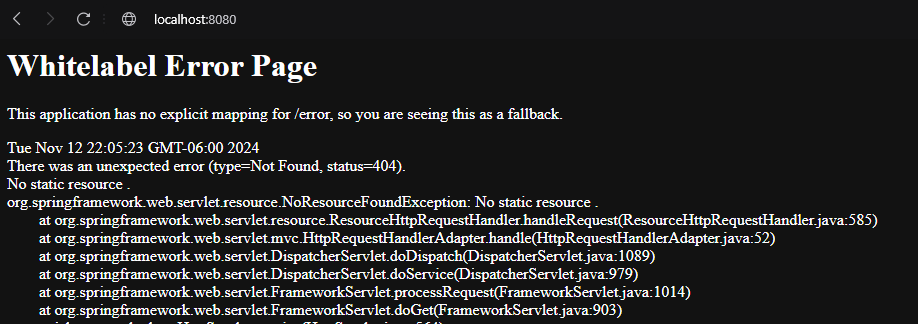 localhost:8080
Whitelabel Error Page
This application has no explicit mapping for /error, so you are seeing this as a fallback.
Tue Nov 12 22:05:23 GMT-06:00 2024
There was an unexpected error (type=Not Found, status=404).
No static resource .
org.springframework.web.servlet.resource.NoResourceFoundException: No static resource .
at org.springframework.web.servlet.resource.ResourceHttpRequestHandler.handleRequest(ResourceHttpRequestHandler.java:585)
at org.springframework.web.servlet.mvc.HttpRequestHandlerAdapter.handle(HttpRequestHandlerAdapter.java:52)
at org.springframework.web.servlet.DispatcherServlet.doDispatch(DispatcherServlet.java:1089)
at org.springframework.web.servlet.DispatcherServlet.doService(DispatcherServlet.java:979)
at org.springframework.web.servlet.FrameworkServlet.processRequest(FrameworkServlet.java:1014)
at org.springframework.web.servlet.FrameworkServlet.doGet(FrameworkServlet.java:903)